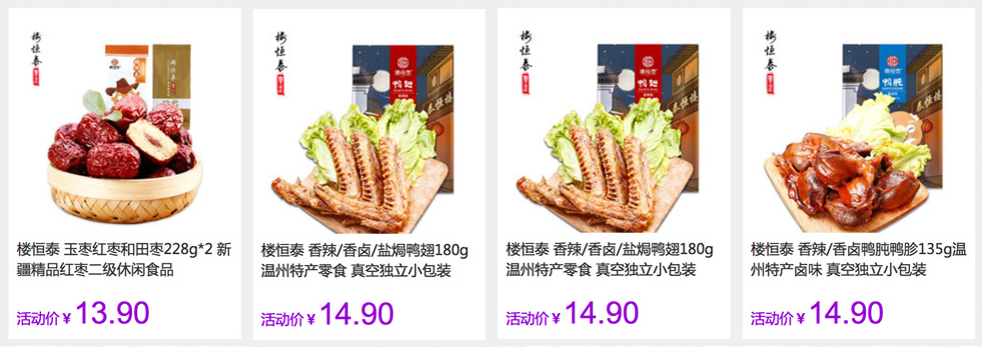 楼恒泰
楼恒泰 玉枣红枣和田枣228g*2 新
疆精品红枣二级休闲食品
活动价¥13.90
楼恒泰
鸭翅
楼恒泰 香辣/香卤/盐焗鸭翅180g
温州特产零食 真空独立小包装
活动价¥14.90
楼恒泰
鸭翅
楼恒泰 香辣/香卤/盐焗鸭翅180g
温州特产零食 真空独立小包装
活动价¥14.90
楼恒泰
鸭肫
楼恒泰 香辣/香卤鸭肫鸭胗135g温
州特产卤味 真空独立小包装
活动价¥14.90